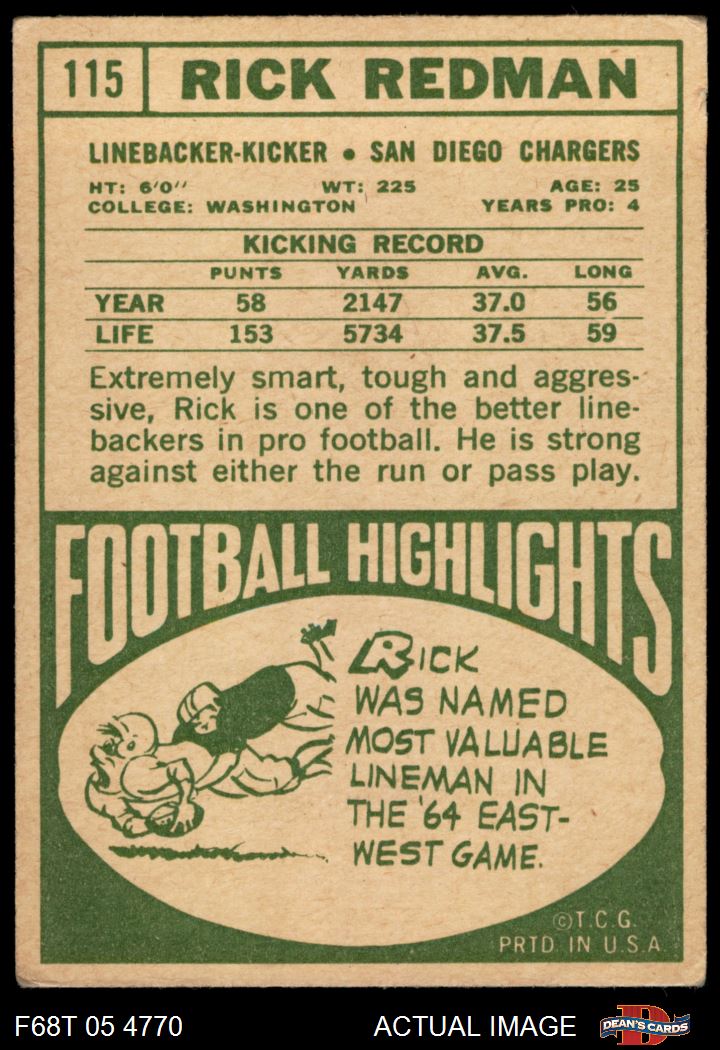 115 RICK REDMAN
LINEBACKER-KICKER • SAN DIEGO CHARGERS
HT: 6'0" WT: 225 AGE: 25
COLLEGE: WASHINGTON YEARS PRO: 4
KICKING RECORD
PUNTS YARDS AVG. LONG
YEAR 58 2147 37.0 56
LIFE 153 5734 37.5 59
Extremely smart, tough and aggres-
sive, Rick is one of the better line-
backers in pro football. He is strong
against either the run or pass play.
FOOTBALL HIGHLIGHTS
RICK
WAS NAMED
MOST VALUABLE
LINEMAN IN
THE '64 EAST-
WEST GAME.
©T.C.G.
PRTD. IN U.S.A.
F68T 05 4770 ACTUAL IMAGE D DEAN'S CARDS